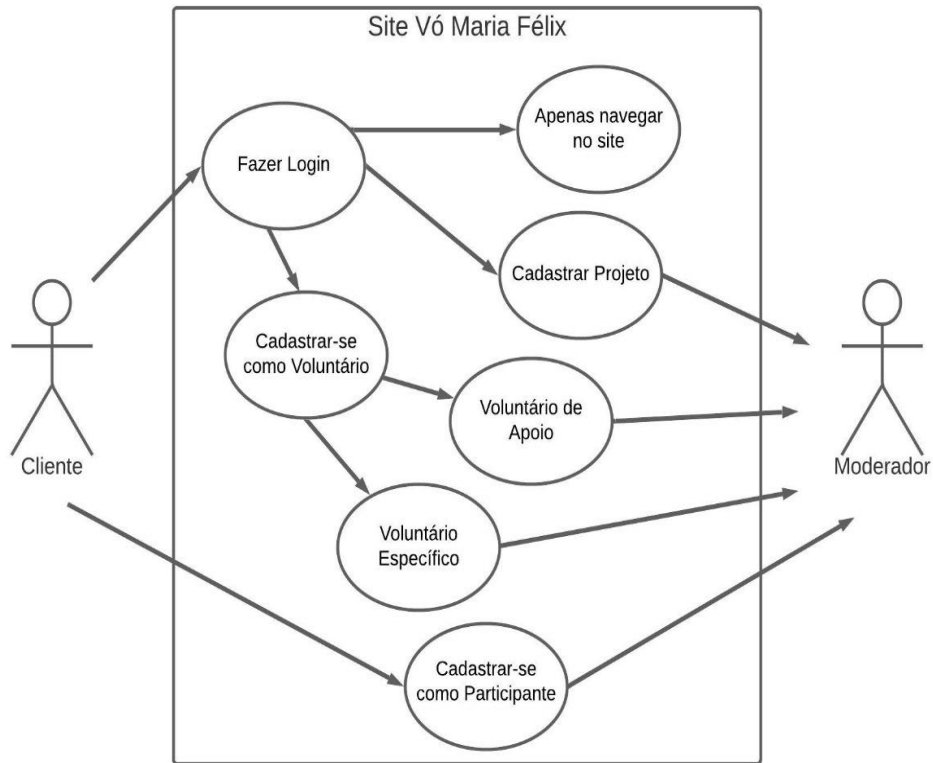 Site Vó Maria Félix
Apenas navegar
no site
Fazer Login
Cadastrar Projeto
Cadastrar-se
como Voluntário
Voluntário de
Apoio
Cliente
Moderador
Voluntário
Específico
Cadastrar-se
como Participante